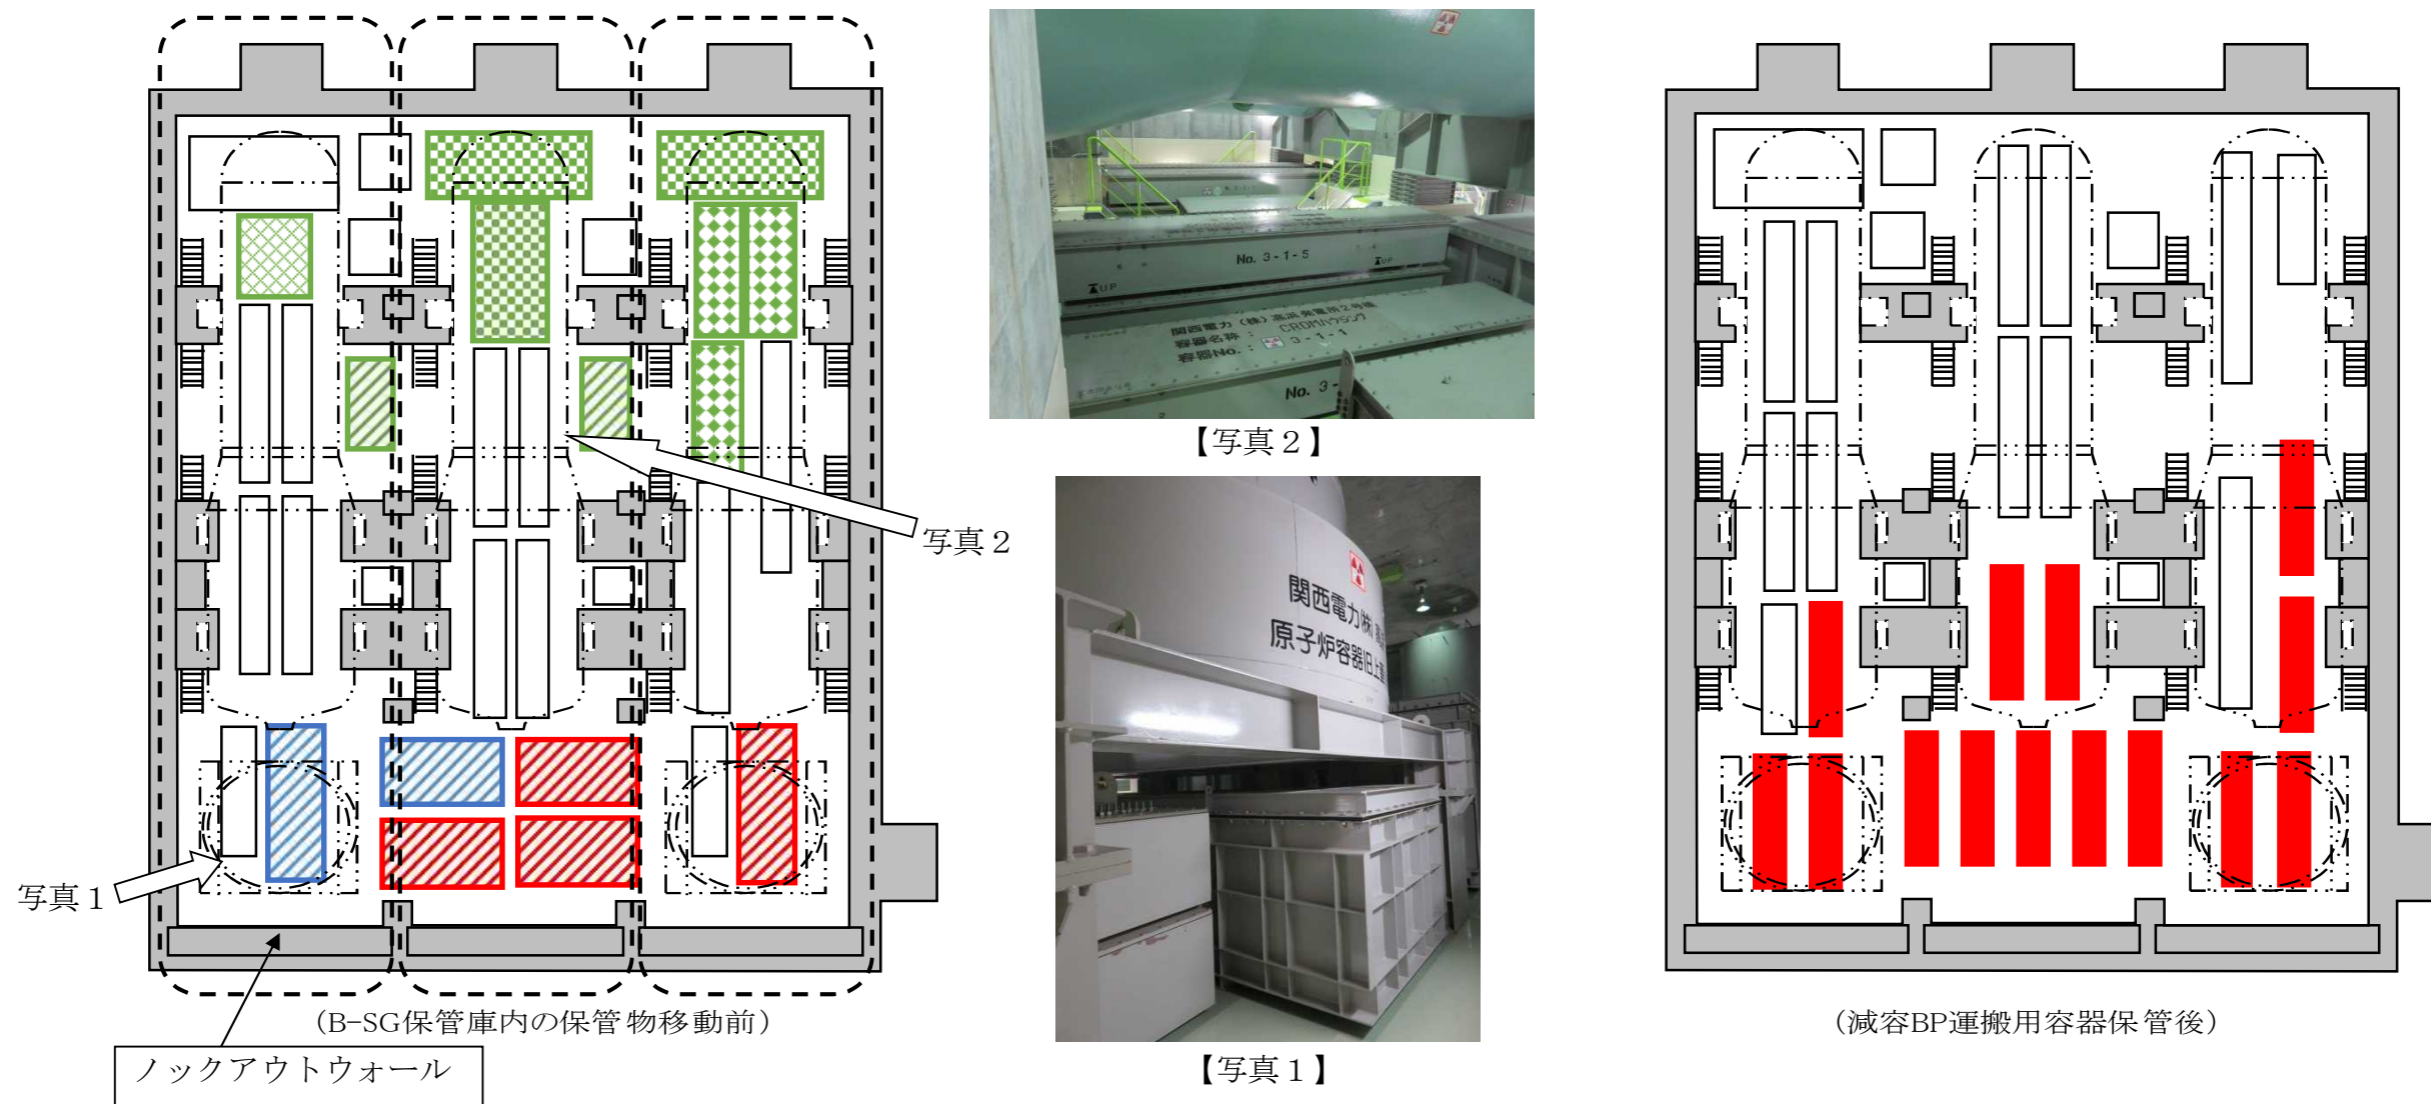 写真1
写真2
(B-SG保管庫内の保管物移動前)
ノックアウトウォール
No. 3-1-5
UP
UP
関西電力(株)高浜発電所2号機
容器名称: CRDMハウジング
容器No.: 3-1-1
No. 3-
【写真2】
関西電力(株)
原子炉容器旧上
【写真1】
(減容BP運搬用容器保管後)